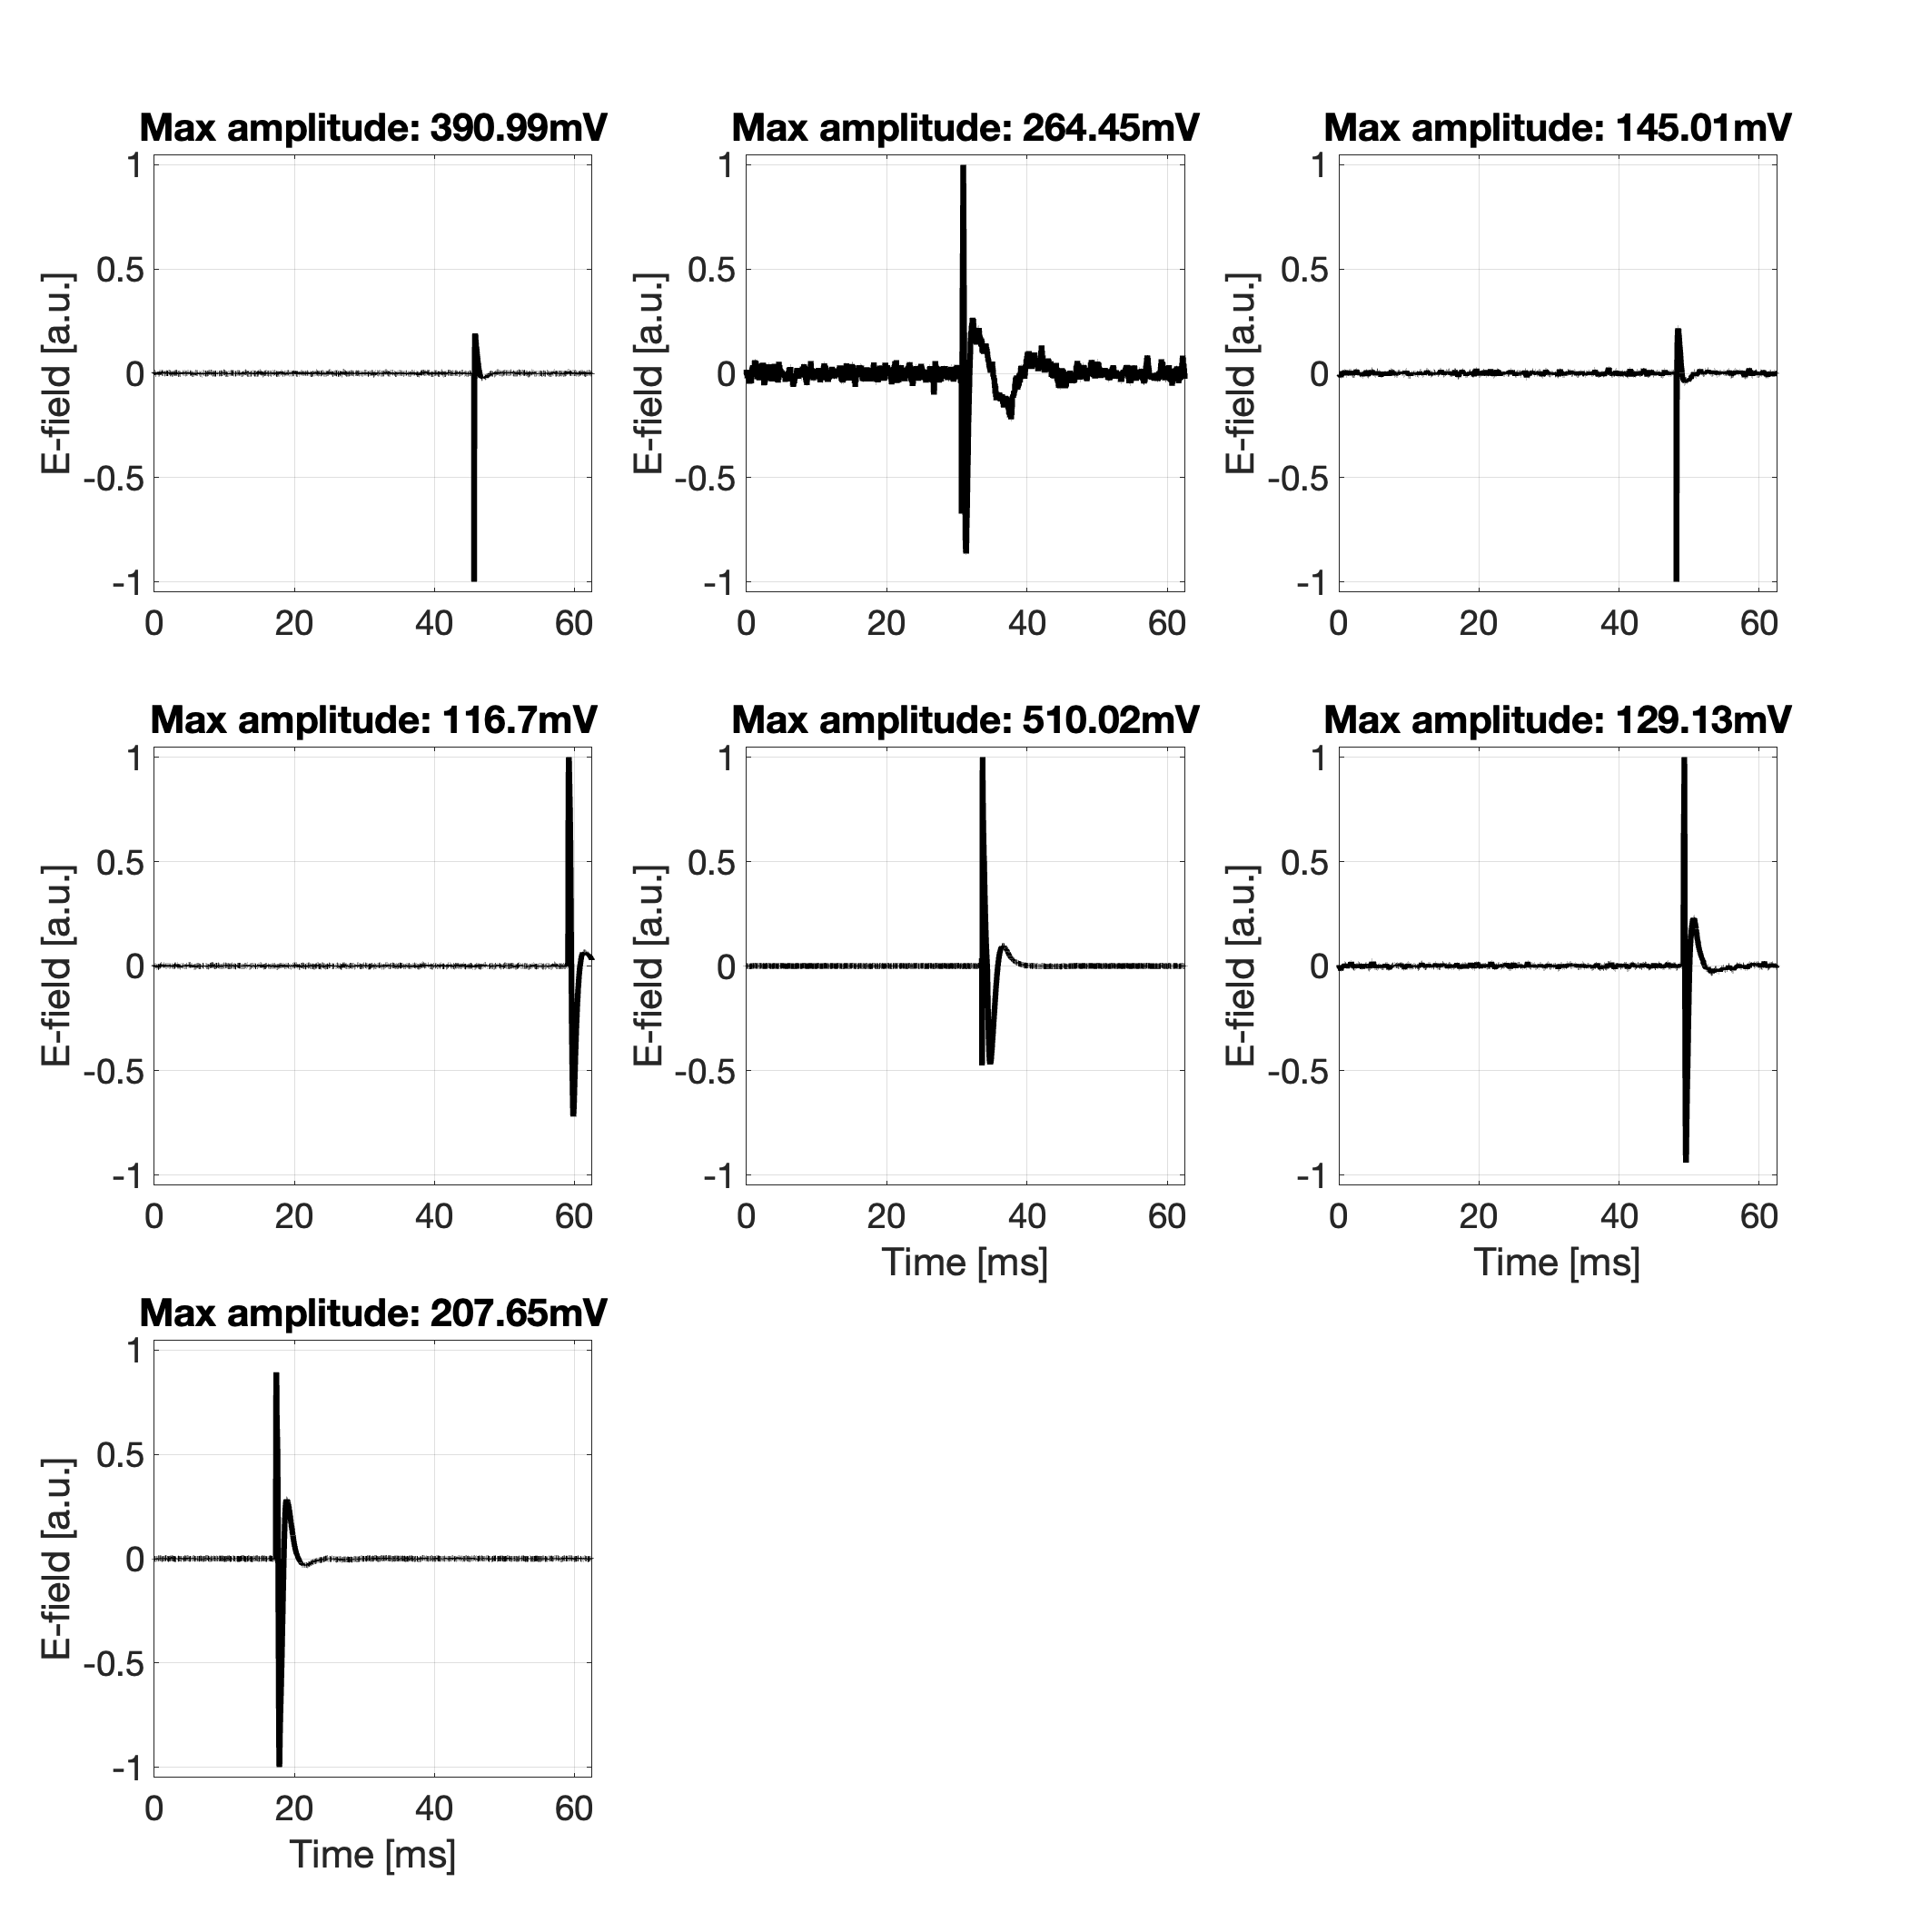 Max amplitude: 390.99mV
E-field [a.u.]
1
0.5
0
-0.5
-1
0 20 40 60
Max amplitude: 264.45mV
E-field [a.u.]
1
0.5
0
-0.5
-1
0 20 40 60
Max amplitude: 145.01mV
E-field [a.u.]
1
0.5
0
-0.5
-1
0 20 40 60
Max amplitude: 116.7mV
E-field [a.u.]
1
0.5
0
-0.5
-1
0 20 40 60
Max amplitude: 510.02mV
E-field [a.u.]
1
0.5
0
-0.5
-1
0 20 40 60
Time [ms]
Max amplitude: 129.13mV
E-field [a.u.]
1
0.5
0
-0.5
-1
0 20 40 60
Time [ms]
Max amplitude: 207.65mV
E-field [a.u.]
1
0.5
0
-0.5
-1
0 20 40 60
Time [ms]